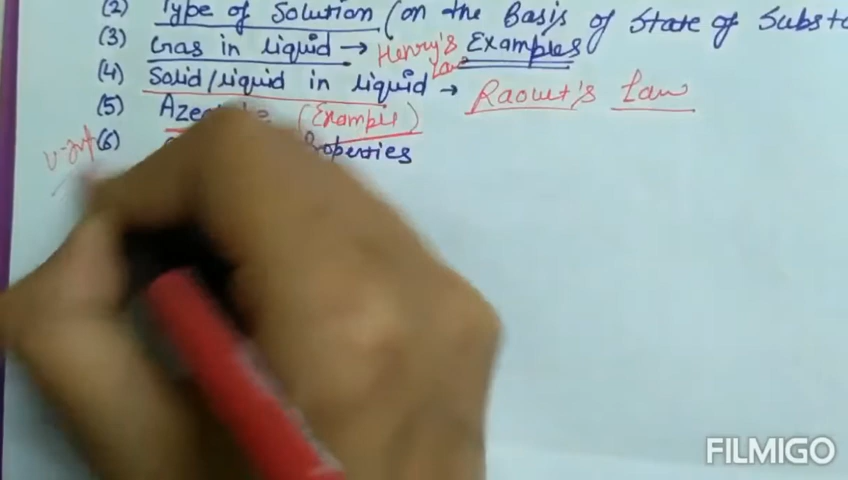 (2) Type of Solution (on the Basis of State of
(3) Gas in liquid → Henry's Law Examples
(4) Solid/liquid in liquid → Raoult's Law
(5) (Example)
(6) Properties
FILMIGO